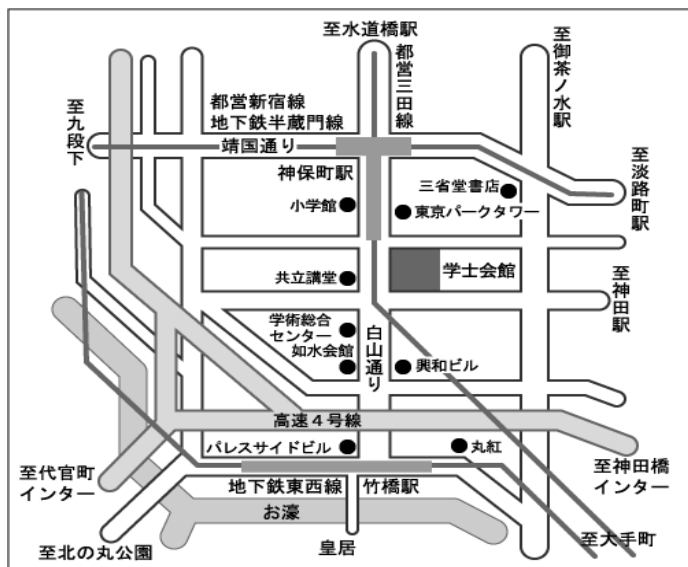 至水道橋駅
都営三田線
至御茶ノ水駅
至九段下
都営新宿線
地下鉄半蔵門線
靖国通り
神保町駅
至淡路町駅
三省堂書店
小学館
東京パークタワー
学士会館
共立講堂
至神田駅
学術総合
センター
如水会館
白山通り
興和ビル
高速4号線
パレスサイドビル
丸紅
至代官町
インター
至神田橋
インター
地下鉄東西線
竹橋駅
お濠
至北の丸公園
皇居
至大手町